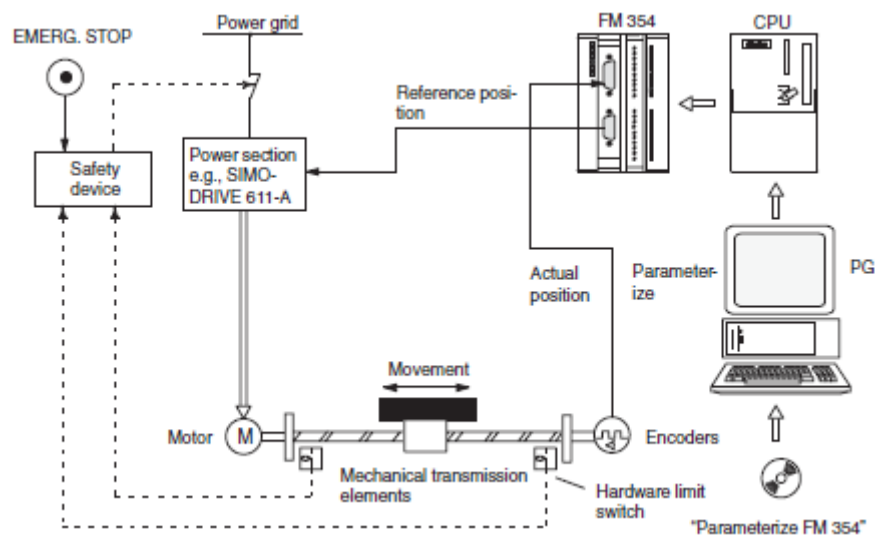 Power grid
FM 354
CPU
EMERG. STOP
Reference posi-
tion
Power section
e.g., SIMO-
DRIVE 611-A
Safety
device
Actual
position
Parameter-
ize
PG
Movement
Motor
M
Encoders
Mechanical transmission
elements
Hardware limit
switch
"Parameterize FM 354"